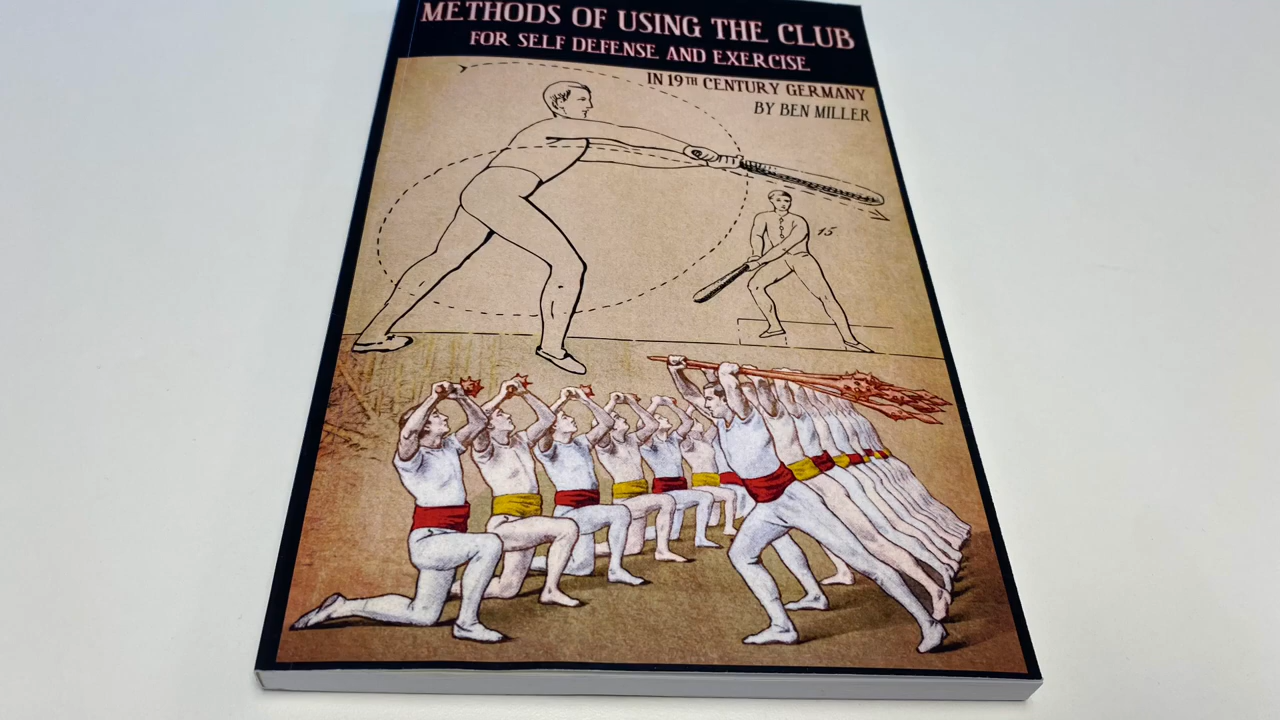 METHODS OF USING THE CLUB
FOR SELF DEFENSE AND EXERCISE
IN 19TH CENTURY GERMANY
BY BEN MILLER
15